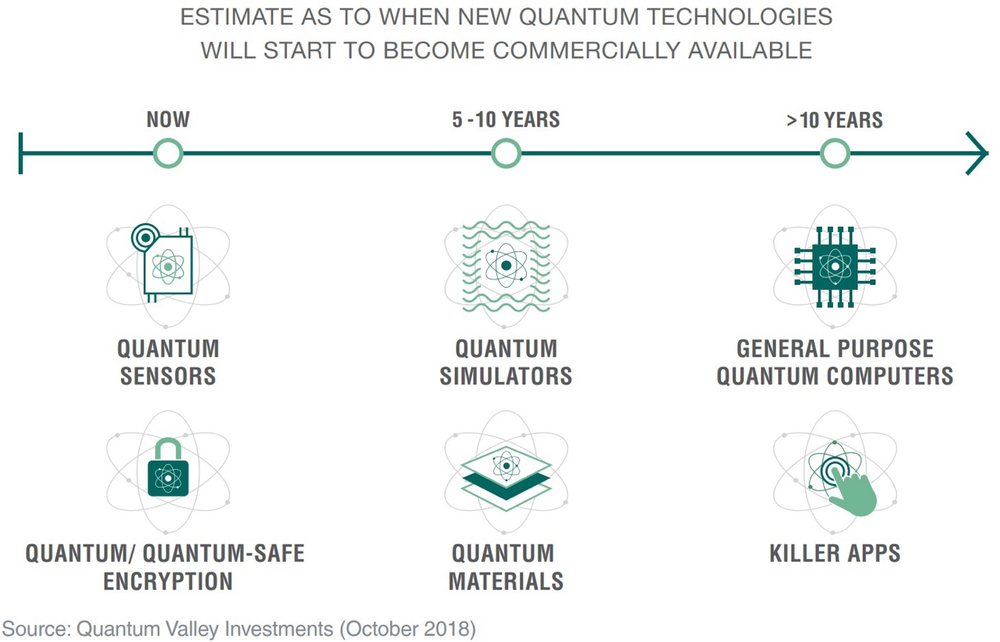 ESTIMATE AS TO WHEN NEW QUANTUM TECHNOLOGIES
WILL START TO BECOME COMMERCIALLY AVAILABLE
NOW
5 -10 YEARS
>10 YEARS
QUANTUM
SENSORS
QUANTUM
SIMULATORS
GENERAL PURPOSE
QUANTUM COMPUTERS
QUANTUM/ QUANTUM-SAFE
ENCRYPTION
QUANTUM
MATERIALS
KILLER APPS
Source: Quantum Valley Investments (October 2018)